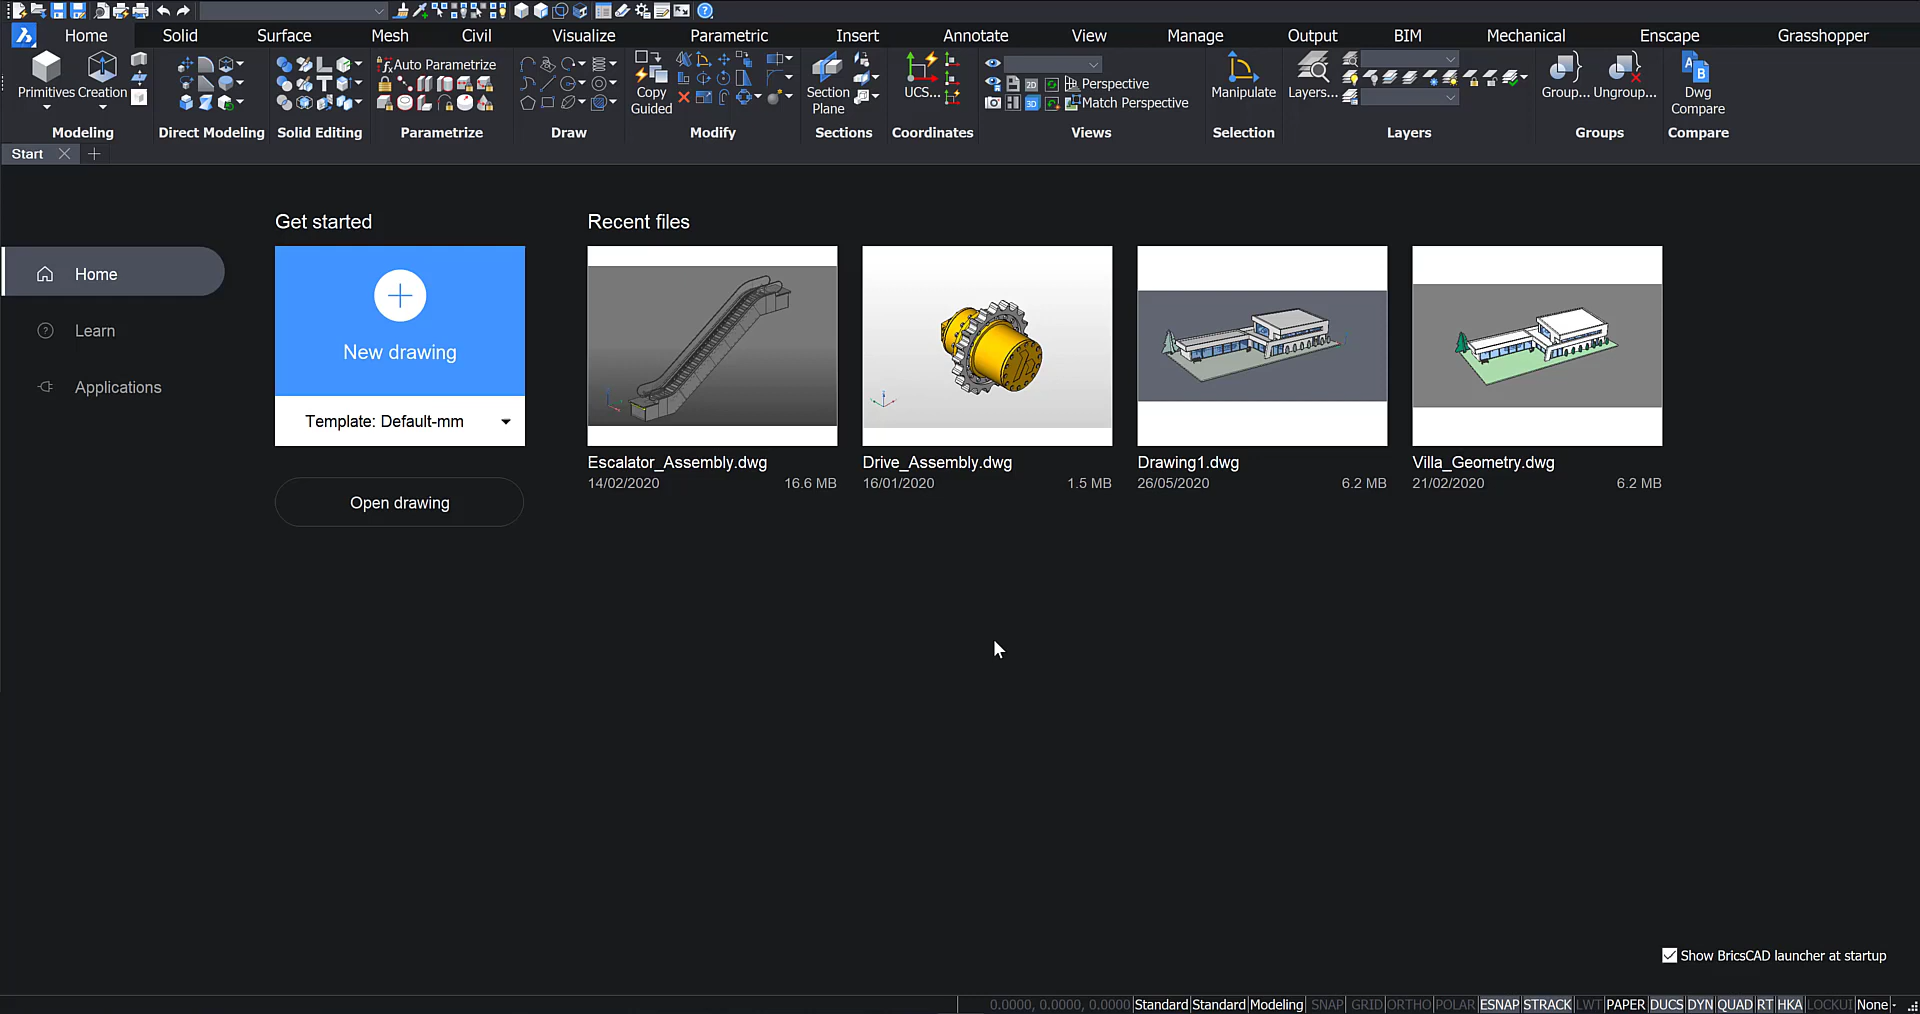 Home Solid Surface Mesh Civil Visualize Parametric Insert Annotate View Manage Output BIM Mechanical Enscape Grasshopper
Primitives Creation
Modeling
Direct Modeling
Solid Editing
Auto Parametrize
Parametrize
Draw
Copy
Guided
Modify
Section
Plane
Sections
UCS...
Coordinates
2D
3D
Perspective
Match Perspective
Views
Manipulate
Selection
Layers...
Layers
Group... Ungroup...
Groups
A
B
Dwg
Compare
Compare
Start
Get started
Recent files
Home
Learn
Applications
New drawing
Template: Default-mm
Open drawing
Escalator_Assembly.dwg
14/02/2020 16.6 MB
Drive_Assembly.dwg
16/01/2020 1.5 MB
Drawing1.dwg
26/05/2020 6.2 MB
Villa_Geometry.dwg
21/02/2020 6.2 MB
Show BricsCAD launcher at startup
0.0000, 0.0000, 0.0000 Standard Standard Modeling SNAP GRID ORTHO POLAR ESNAP STRACK LWT PAPER DUCS DYN QUAD RT HKA LOCKUI None